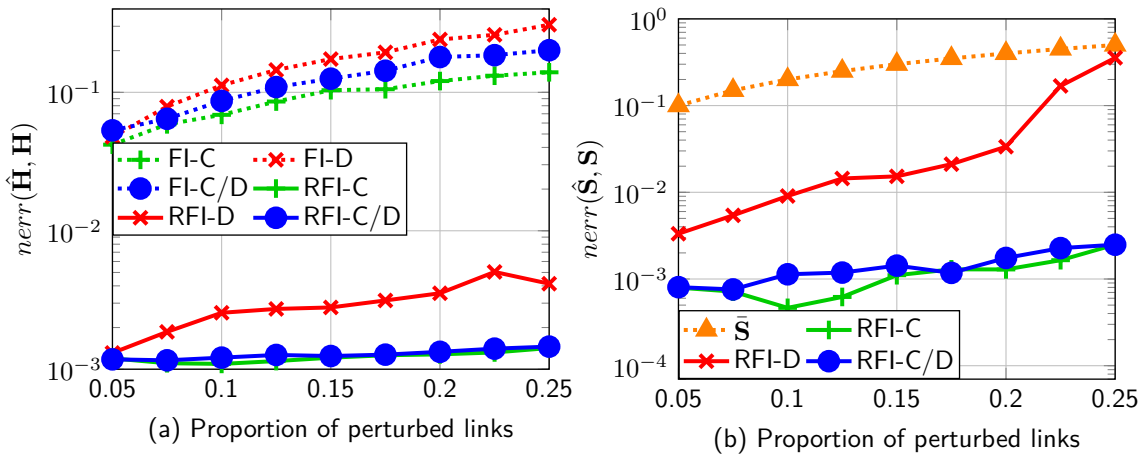 10⁻¹
10⁻²
10⁻³
nerr(Ĥ, H)
FI-C FI-D
FI-C/D RFI-C
RFI-D RFI-C/D
0.05 0.1 0.15 0.2 0.25
(a) Proportion of perturbed links
10⁰
10⁻¹
10⁻²
10⁻³
10⁻⁴
nerr(Ŝ, S)
S̄ RFI-C
RFI-D RFI-C/D
0.05 0.1 0.15 0.2 0.25
(b) Proportion of perturbed links